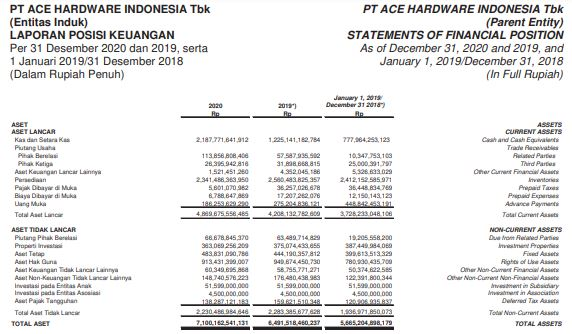 PT ACE HARDWARE INDONESIA Tbk PT ACE HARDWARE INDONESIA Tbk
(Entitas Induk) (Parent Entity)
LAPORAN POSISI KEUANGAN STATEMENTS OF FINANCIAL POSITION
Per 31 Desember 2020 dan 2019, serta As of December 31, 2020 and 2019, and
1 Januari 2019/31 Desember 2018 January 1, 2019/December 31, 2018
(Dalam Rupiah Penuh) (In Full Rupiah)
January 1, 2019/
2020 2019*) December 31 2018*)
Rp Rp Rp
ASET ASSETS
ASET LANCAR CURRENT ASSETS
Kas dan Setara Kas 2,187,771,641,912 1,225,141,182,784 777,964,253,123 Cash and Cash Equivalents
Piutang Usaha Trade Receivables
Pihak Berelasi 113,856,808,406 57,587,935,592 10,347,753,103 Related Parties
Pihak Ketiga 26,395,942,816 31,898,668,815 25,000,391,797 Third Parties
Aset Keuangan Lancar Lainnya 1,521,451,260 4,352,045,186 5,326,633,029 Other Current Financial Assets
Persediaan 2,341,486,363,950 2,560,483,825,357 2,412,152,585,971 Inventories
Pajak Dibayar di Muka 5,601,070,982 36,257,026,678 36,448,834,769 Prepaid Taxes
Biaya Dibayar di Muka 6,788,647,869 17,207,262,076 12,150,143,123 Prepaid Expenses
Uang Muka 186,253,629,290 275,204,836,121 448,842,453,191 Advance Payments
Total Aset Lancar 4,869,675,556,485 4,208,132,782,609 3,728,233,048,106 Total Current Assets
ASET TIDAK LANCAR NON-CURRENT ASSETS
Piutang Pihak Berelasi 66,678,845,370 63,489,714,829 19,205,558,200 Due from Related Parties
Properti Investasi 363,069,256,209 375,074,433,655 387,449,984,069 Investment Properties
Aset Tetap 483,831,090,786 444,190,357,812 399,613,513,329 Fixed Assets
Aset Hak Guna 913,431,399,007 949,674,450,730 780,930,435,709 Rights of Use Assets
Aset Keuangan Tidak Lancar Lainnya 60,349,695,868 58,755,771,271 50,374,622,585 Other Non-Current Financial Assets
Aset Non-Keuangan Tidak Lancar Lainnya 148,740,576,223 176,480,438,983 122,391,800,344 Other Non-Current Non-Financial Assets
Investasi pada Entitas Anak 51,599,000,000 51,599,000,000 51,599,000,000 Investment in Subsidiary
Investasi pada Entitas Asosiasi 4,500,000,000 4,500,000,000 4,500,000,000 Investment in Association
Aset Pajak Tangguhan 138,287,121,183 159,621,510,348 120,906,935,837 Deferred Tax Assets
Total Aset Tidak Lancar 2,230,486,984,646 2,283,385,677,628 1,936,971,850,073 Total Non-Current Assets
TOTAL ASET 7,100,162,541,131 6,491,518,460,237 5,665,204,898,179 TOTAL ASSETS